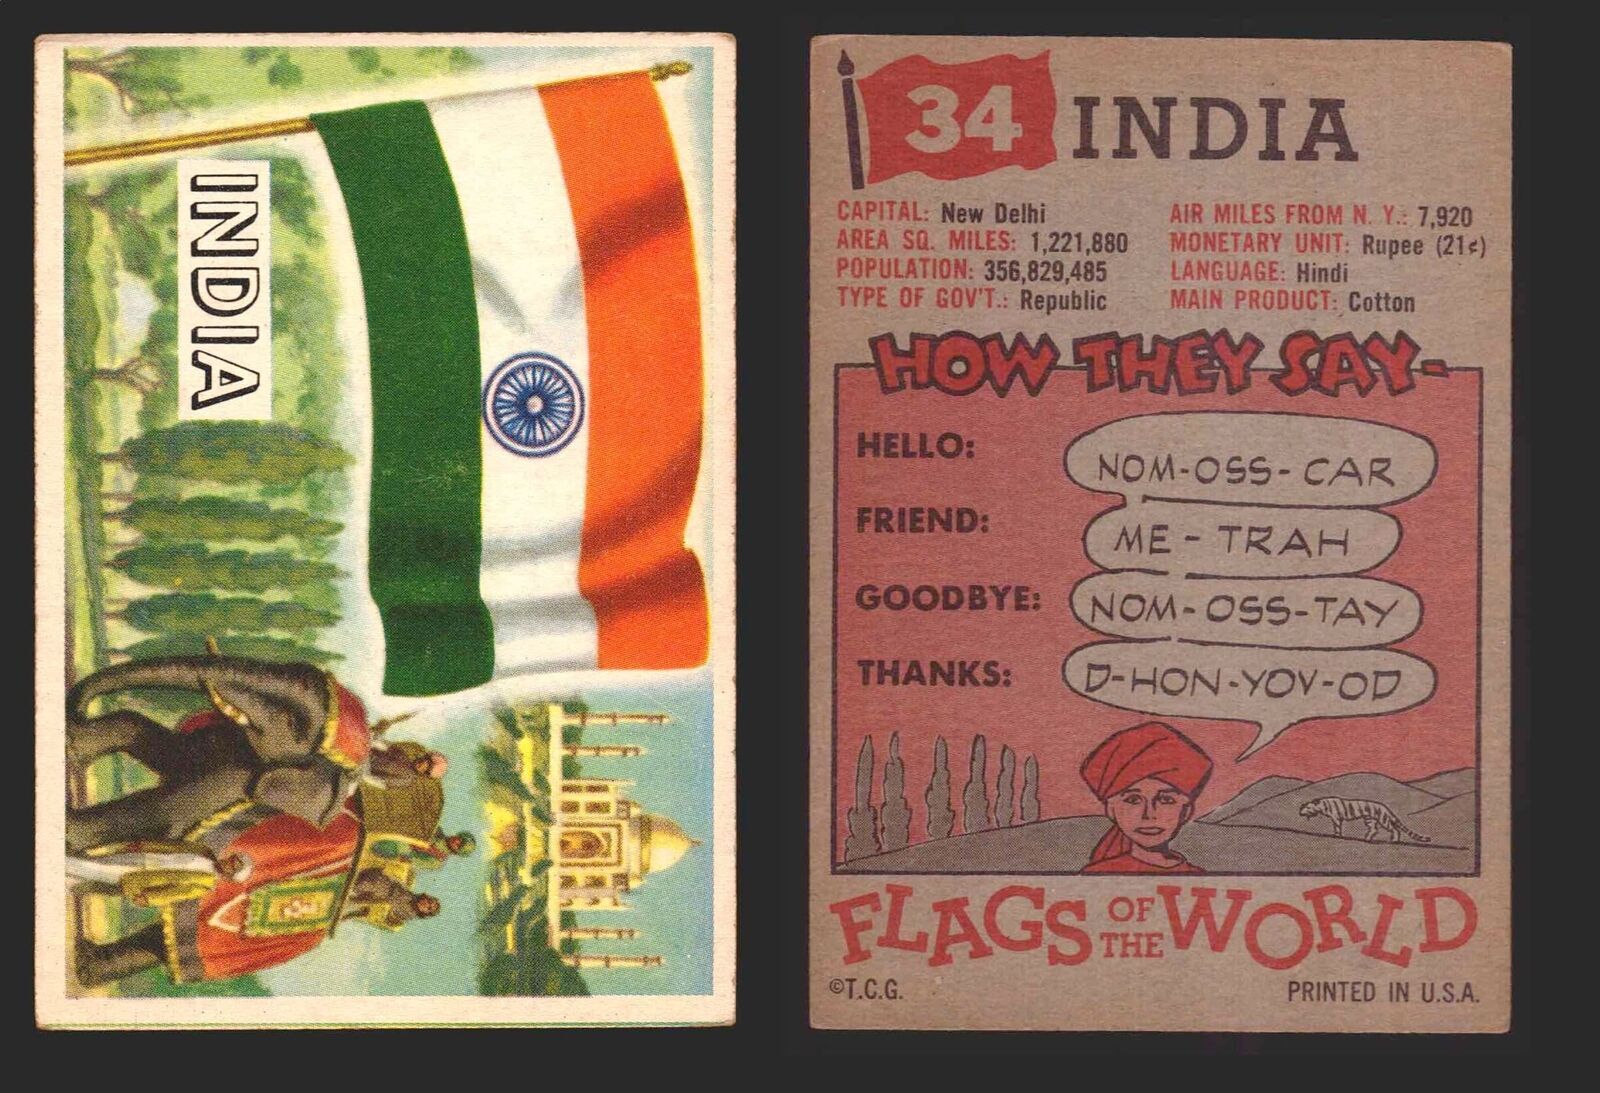 INDIA
34 INDIA
CAPITAL: New Delhi
AREA SQ. MILES: 1,221,880
POPULATION: 356,829,485
TYPE OF GOV'T.: Republic
AIR MILES FROM N. Y.: 7,920
MONETARY UNIT: Rupee (21¢)
LANGUAGE: Hindi
MAIN PRODUCT: Cotton
HOW THEY SAY-
HELLO: NOM-OSS-CAR
FRIEND: ME-TRAH
GOODBYE: NOM-OSS-TAY
THANKS: D-HON-YOV-OD
FLAGS OF THE WORLD
©T.C.G. PRINTED IN U.S.A.